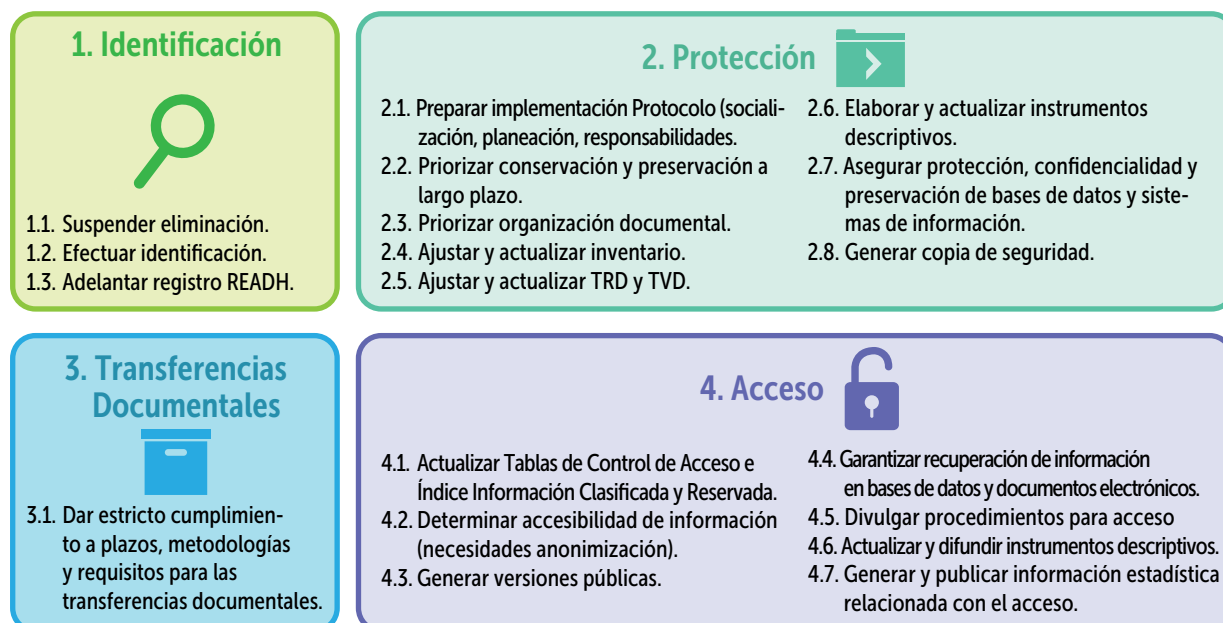 1. Identificación
1.1. Suspender eliminación.
1.2. Efectuar identificación.
1.3. Adelantar registro READH.
2. Protección
2.1. Preparar implementación Protocolo (sociali-
zación, planeación, responsabilidades.
2.2. Priorizar conservación y preservación a
largo plazo.
2.3. Priorizar organización documental.
2.4. Ajustar y actualizar inventario.
2.5. Ajustar y actualizar TRD y TVD.
2.6. Elaborar y actualizar instrumentos
descriptivos.
2.7. Asegurar protección, confidencialidad y
preservación de bases de datos y siste-
mas de información.
2.8. Generar copia de seguridad.
3. Transferencias
Documentales
3.1. Dar estricto cumplimien-
to a plazos, metodologías
y requisitos para las
transferencias documentales.
4. Acceso
4.1. Actualizar Tablas de Control de Acceso e
Índice Información Clasificada y Reservada.
4.2. Determinar accesibilidad de información
(necesidades anonimización).
4.3. Generar versiones públicas.
4.4. Garantizar recuperación de información
en bases de datos y documentos electrónicos.
4.5. Divulgar procedimientos para acceso
4.6. Actualizar y difundir instrumentos descriptivos.
4.7. Generar y publicar información estadística
relacionada con el acceso.